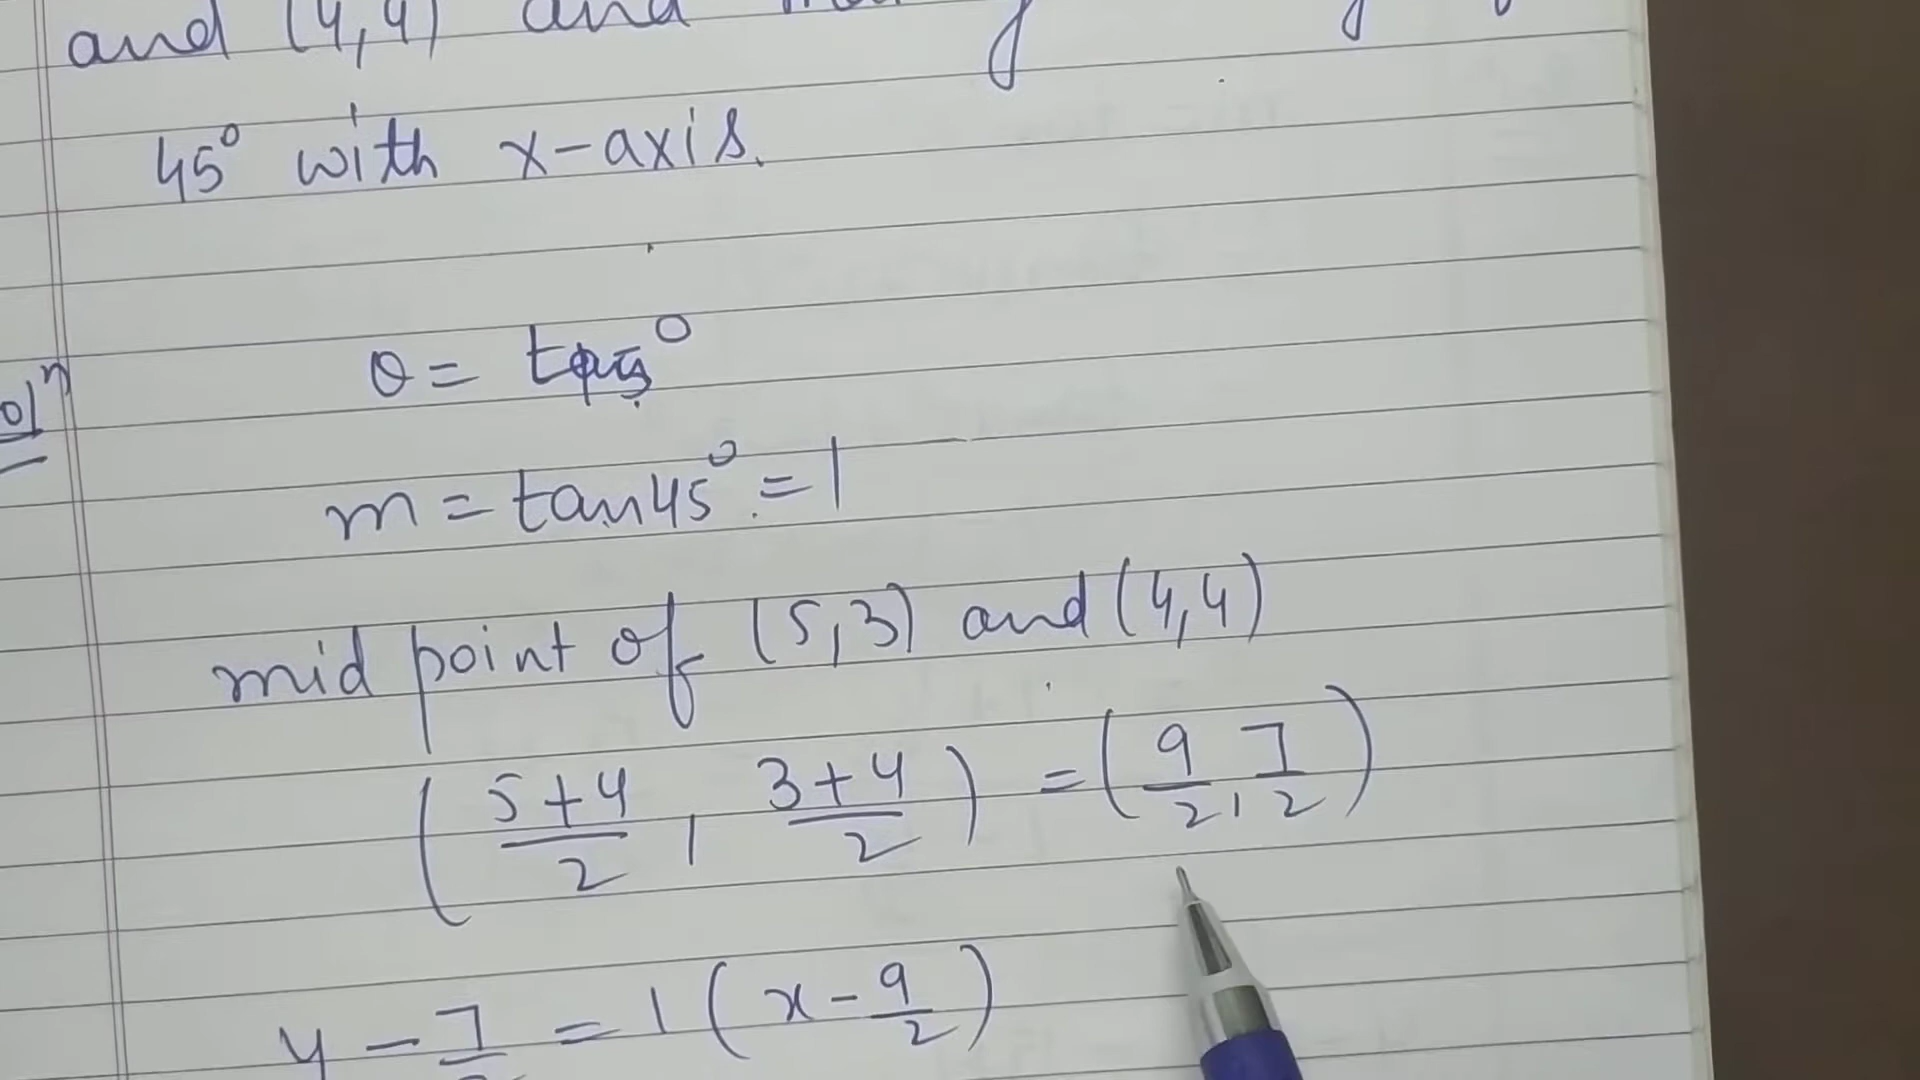 and (4,4) and
45° with x-axis.
θ =
m = tan45° = 1
mid point of (5,3) and (4,4)
(5+4/2, 3+4/2) = (9/2, 7/2)
y - 7/2 = 1(x - 9/2)